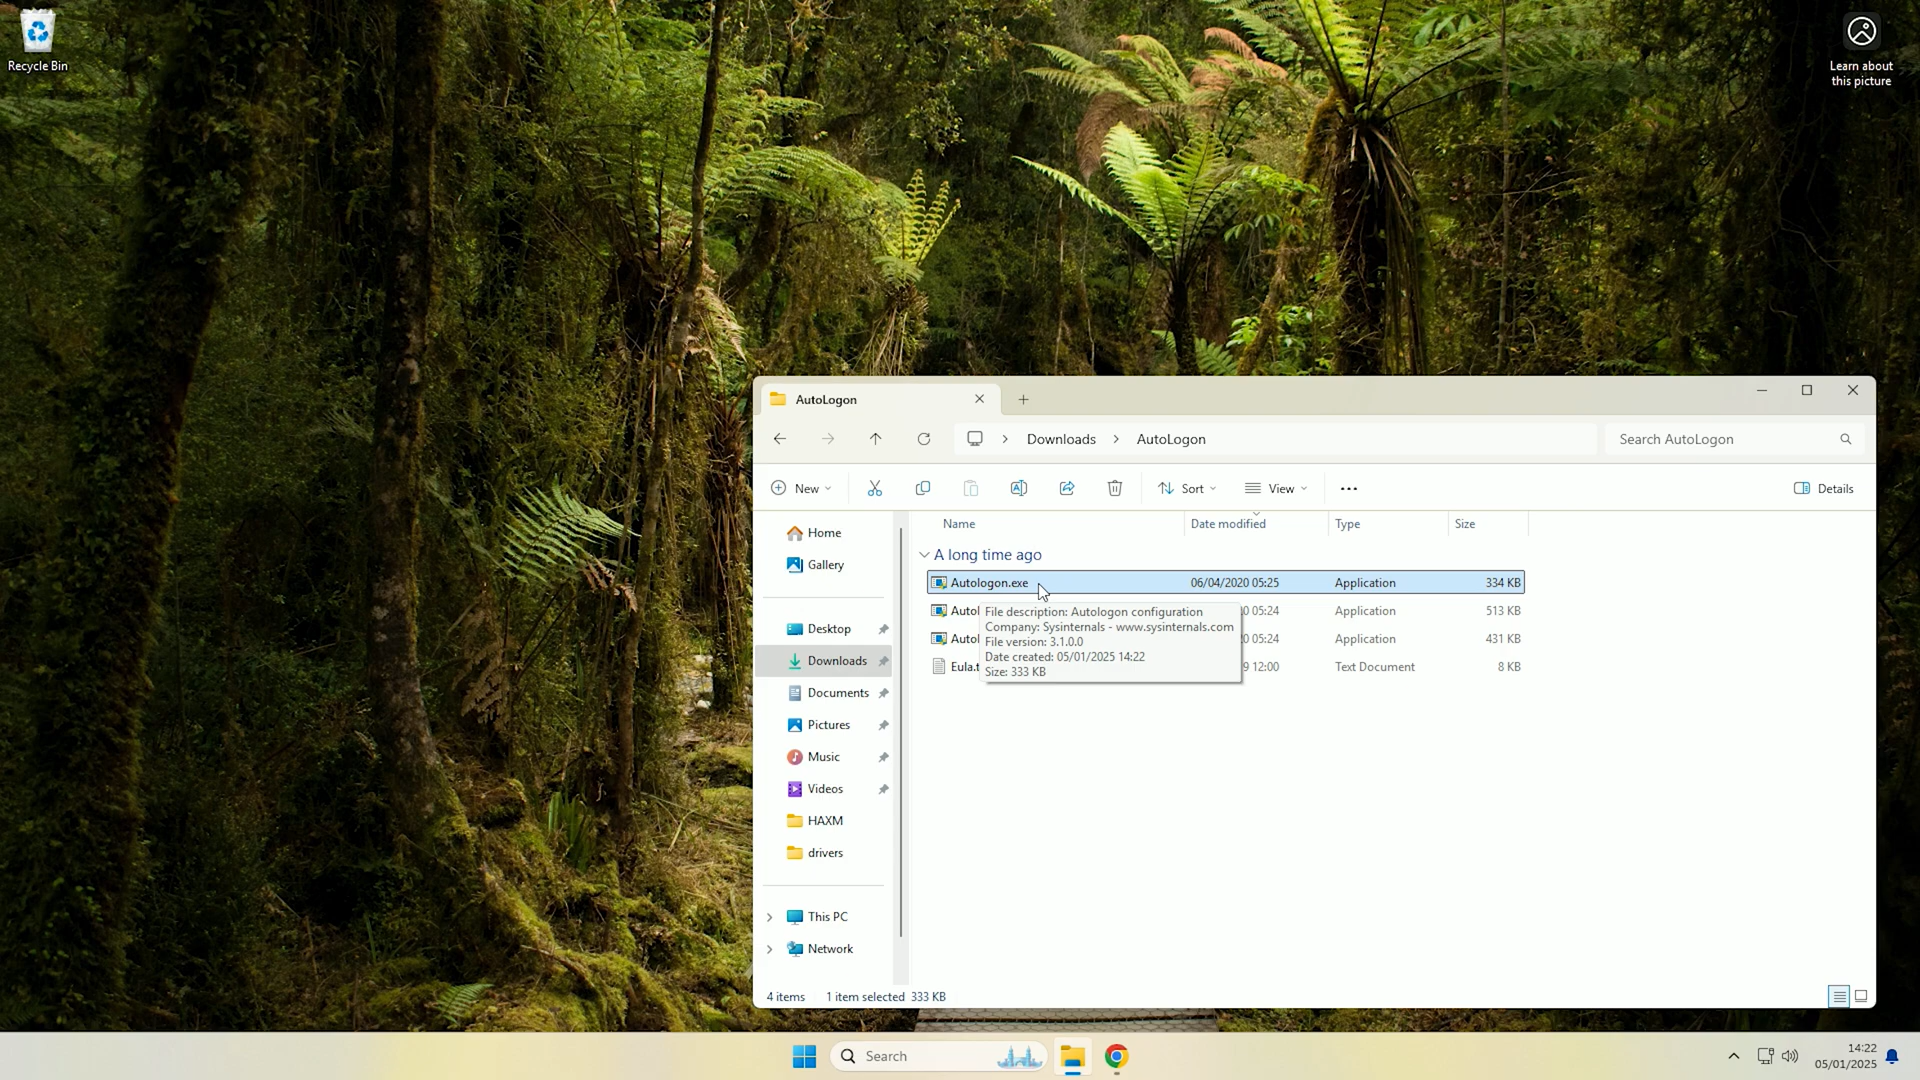 Recycle Bin
Learn about
this picture
AutoLogon
Downloads
AutoLogon
Search AutoLogon
New
Sort
View
Details
Home
Gallery
Desktop
Downloads
Documents
Pictures
Music
Videos
HAXM
drivers
This PC
Network
Name Date modified Type Size
A long time ago
Autologon.exe 06/04/2020 05:25 Application 334 KB
Autol 0 05:24 Application 513 KB
Autol 0 05:24 Application 431 KB
Eula.t 9 12:00 Text Document 8 KB
File description: Autologon configuration
Company: Sysinternals - www.sysinternals.com
File version: 3.1.0.0
Date created: 05/01/2025 14:22
Size: 333 KB
4 items 1 item selected 333 KB
Search
14:22
05/01/2025